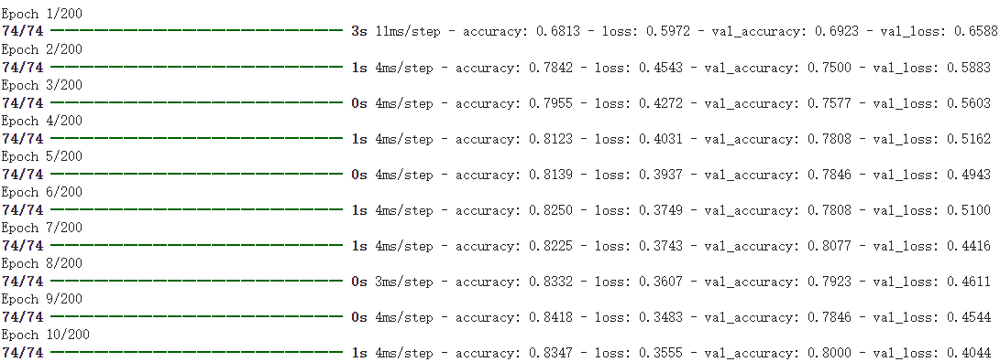 Epoch 1/200
74/74 ━━━━━━━━━━━━━━━━━━━━ 3s 11ms/step - accuracy: 0.6813 - loss: 0.5972 - val_accuracy: 0.6923 - val_loss: 0.6588
Epoch 2/200
74/74 ━━━━━━━━━━━━━━━━━━━━ 1s 4ms/step - accuracy: 0.7842 - loss: 0.4543 - val_accuracy: 0.7500 - val_loss: 0.5883
Epoch 3/200
74/74 ━━━━━━━━━━━━━━━━━━━━ 0s 4ms/step - accuracy: 0.7955 - loss: 0.4272 - val_accuracy: 0.7577 - val_loss: 0.5603
Epoch 4/200
74/74 ━━━━━━━━━━━━━━━━━━━━ 1s 4ms/step - accuracy: 0.8123 - loss: 0.4031 - val_accuracy: 0.7808 - val_loss: 0.5162
Epoch 5/200
74/74 ━━━━━━━━━━━━━━━━━━━━ 0s 4ms/step - accuracy: 0.8139 - loss: 0.3937 - val_accuracy: 0.7846 - val_loss: 0.4943
Epoch 6/200
74/74 ━━━━━━━━━━━━━━━━━━━━ 1s 4ms/step - accuracy: 0.8250 - loss: 0.3749 - val_accuracy: 0.7808 - val_loss: 0.5100
Epoch 7/200
74/74 ━━━━━━━━━━━━━━━━━━━━ 1s 4ms/step - accuracy: 0.8225 - loss: 0.3743 - val_accuracy: 0.8077 - val_loss: 0.4416
Epoch 8/200
74/74 ━━━━━━━━━━━━━━━━━━━━ 0s 3ms/step - accuracy: 0.8332 - loss: 0.3607 - val_accuracy: 0.7923 - val_loss: 0.4611
Epoch 9/200
74/74 ━━━━━━━━━━━━━━━━━━━━ 0s 4ms/step - accuracy: 0.8418 - loss: 0.3483 - val_accuracy: 0.7846 - val_loss: 0.4544
Epoch 10/200
74/74 ━━━━━━━━━━━━━━━━━━━━ 1s 4ms/step - accuracy: 0.8347 - loss: 0.3555 - val_accuracy: 0.8000 - val_loss: 0.4044